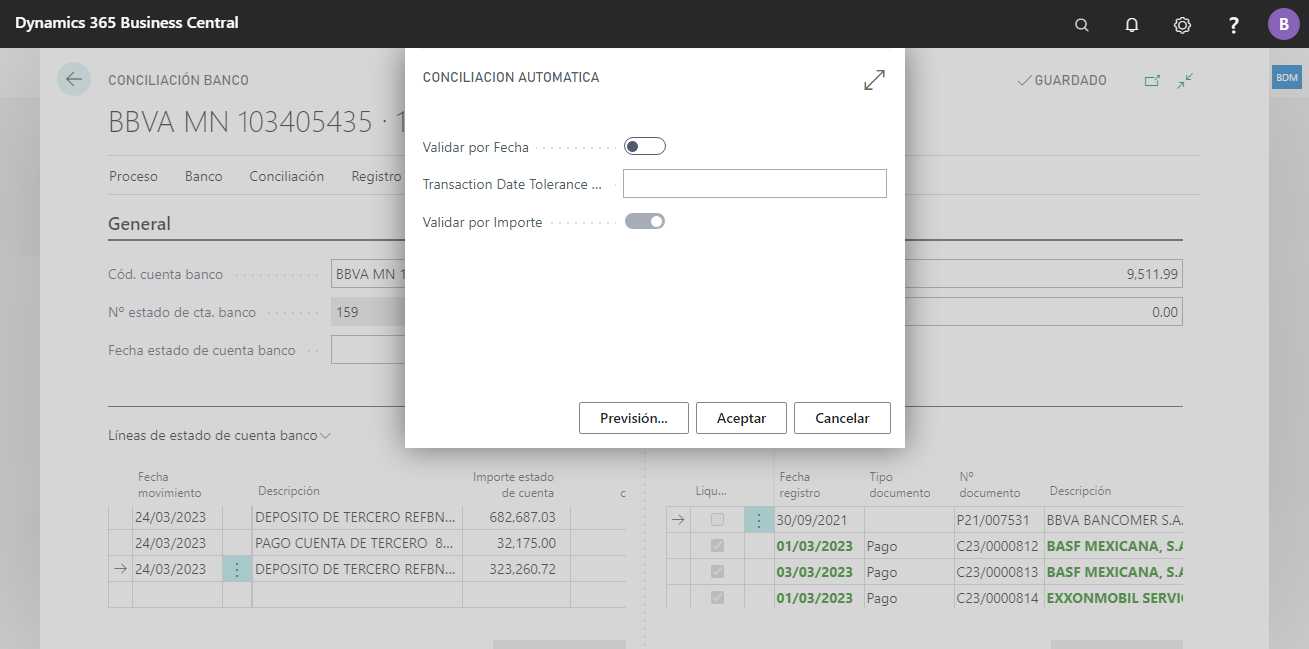 Dynamics 365 Business Central
?
B
CONCILIACIÓN BANCO
CONCILIACION AUTOMATICA
GUARDADO
BDM
BBVA MN 103405435 · 1
Validar por Fecha
Proceso Banco Conciliación Registro
Transaction Date Tolerance ...
Validar por Importe
General
Cód. cuenta banco BBVA MN 1 9,511.99
Nº estado de cta. banco 159 0.00
Fecha estado de cuenta banco
Previsión... Aceptar Cancelar
Líneas de estado de cuenta banco
Fecha movimiento Descripción Importe estado de cuenta c
24/03/2023 DEPOSITO DE TERCERO REFBN... 682,687.03
24/03/2023 PAGO CUENTA DE TERCERO 8... 32,175.00
24/03/2023 DEPOSITO DE TERCERO REFBN... 323,260.72
Liqu... Fecha registro Tipo documento Nº documento Descripción
30/09/2021 P21/007531 BBVA BANCOMER S.A.
01/03/2023 Pago C23/0000812 BASF MEXICANA, S.A
03/03/2023 Pago C23/0000813 BASF MEXICANA, S.A
01/03/2023 Pago C23/0000814 EXXONMOBIL SERVI